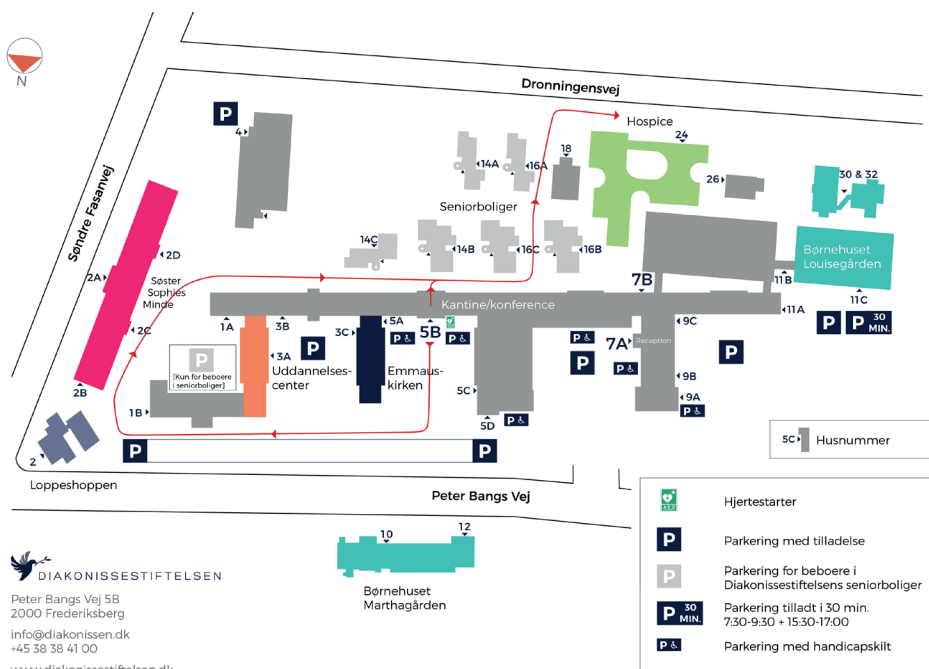 N
Søndre Fasanvej
Dronningensvej
P
4
Hospice
24
18
14A
16A
26
30 & 32
Seniorboliger
14C
14B
16C
16B
Børnehuset
Louisegården
2D
2A
Søster
Sophies
Minde
2C
2B
7B
11B
11C
11A
Kantine/konference
1A
3B
5A
3C
5B
P
P
P
P
7A
Reception
9C
P
P
P 30
MIN.
P
[Kun for beboere
i seniorboliger]
3A
Uddannelses-
center
P
Emmaus-
kirken
P
9B
9A
P
1B
5C
5D
P
P
P
2
Loppeshoppen
5C
Husnummer
Peter Bangs Vej
10
12
Børnehuset
Marthagården
AED
Hjertestarter
P
Parkering med tilladelse
P
Parkering for beboere i
Diakonissestiftelsens seniorboliger
P 30
MIN.
Parkering tilladt i 30 min.
7:30-9:30 + 15:30-17:00
P
Parkering med handicapskilt
DIAKONISSESTIFTELSEN
Peter Bangs Vej 5B
2000 Frederiksberg
info@diakonissen.dk
+45 38 38 41 00
www.diakonissestiftelsen.dk